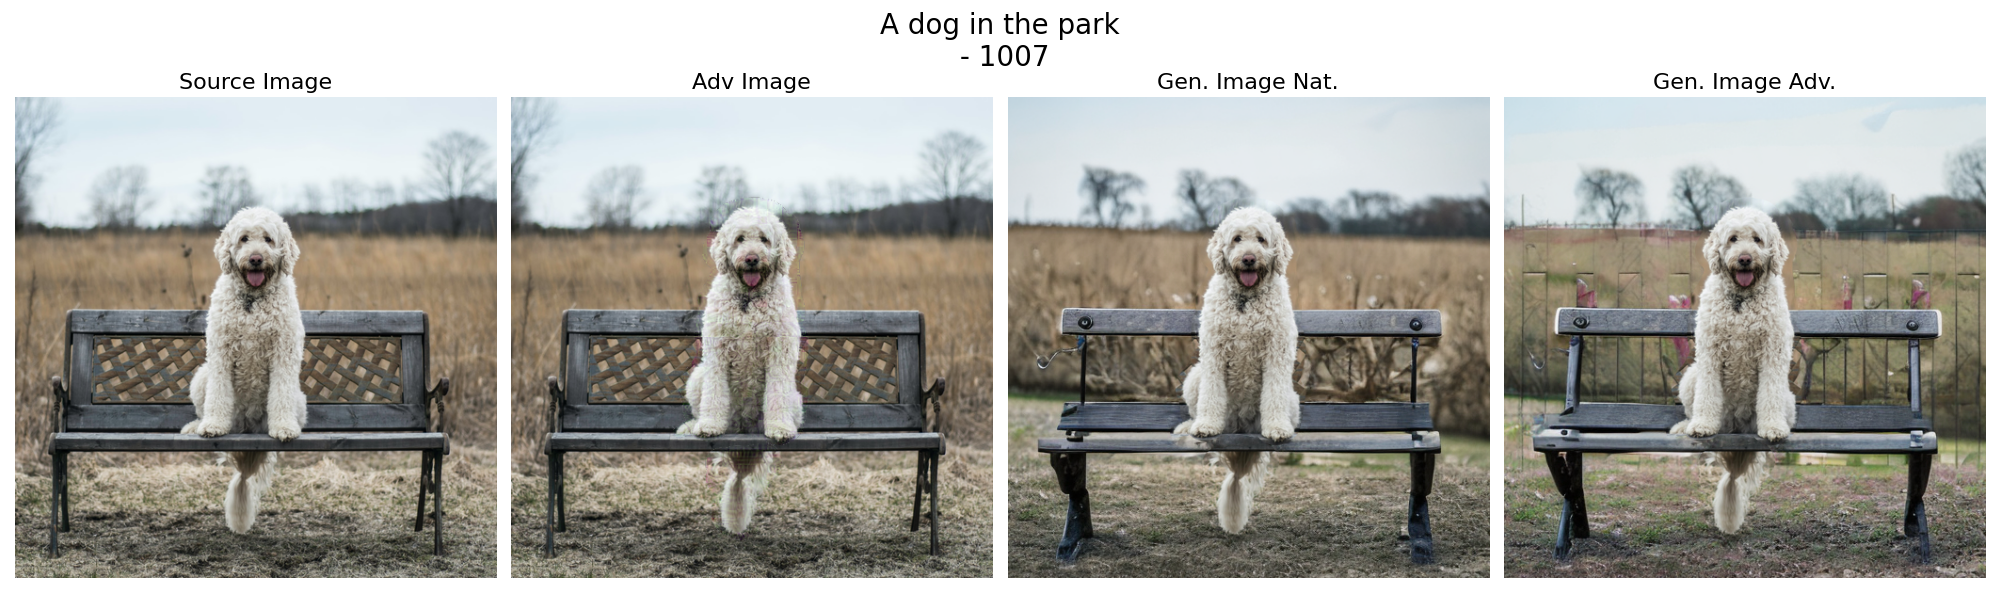 A dog in the park
- 1007
Source Image
Adv Image
Gen. Image Nat.
Gen. Image Adv.